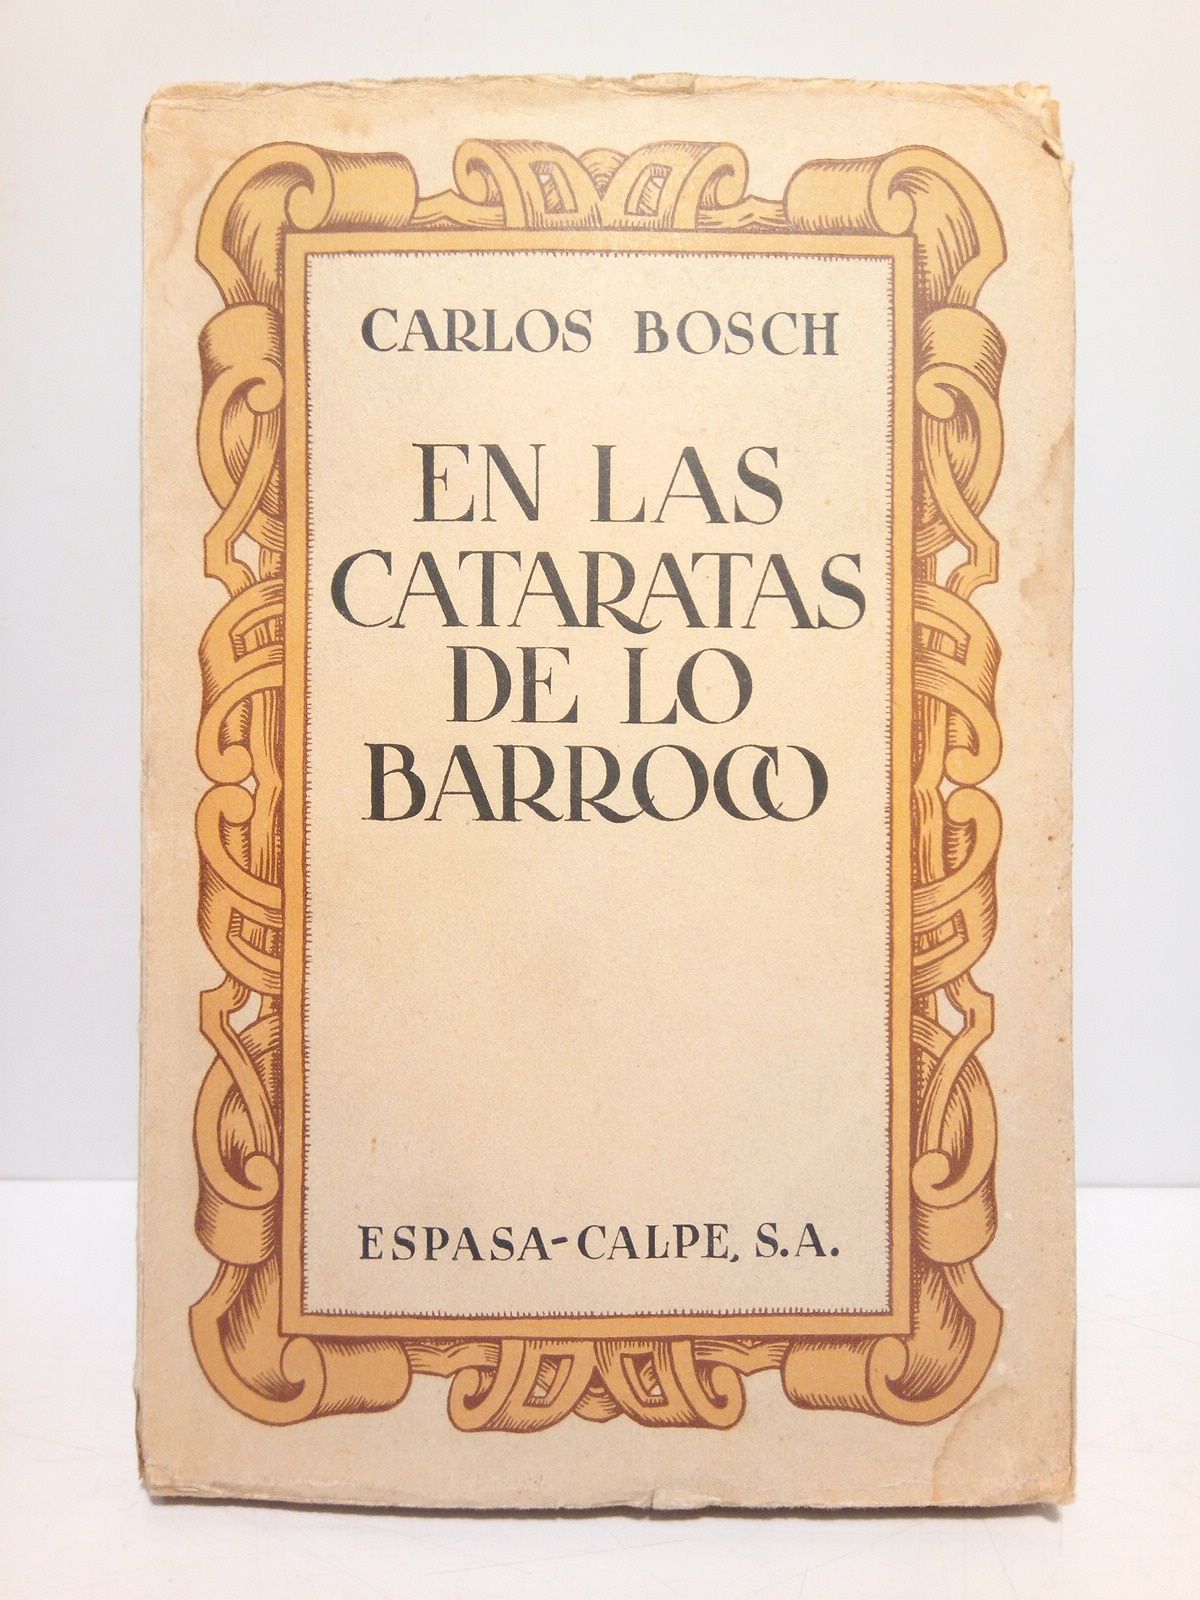 CARLOS BOSCH
EN LAS
CATARATAS
DE LO
BARROCO
ESPASA-CALPE, S.A.